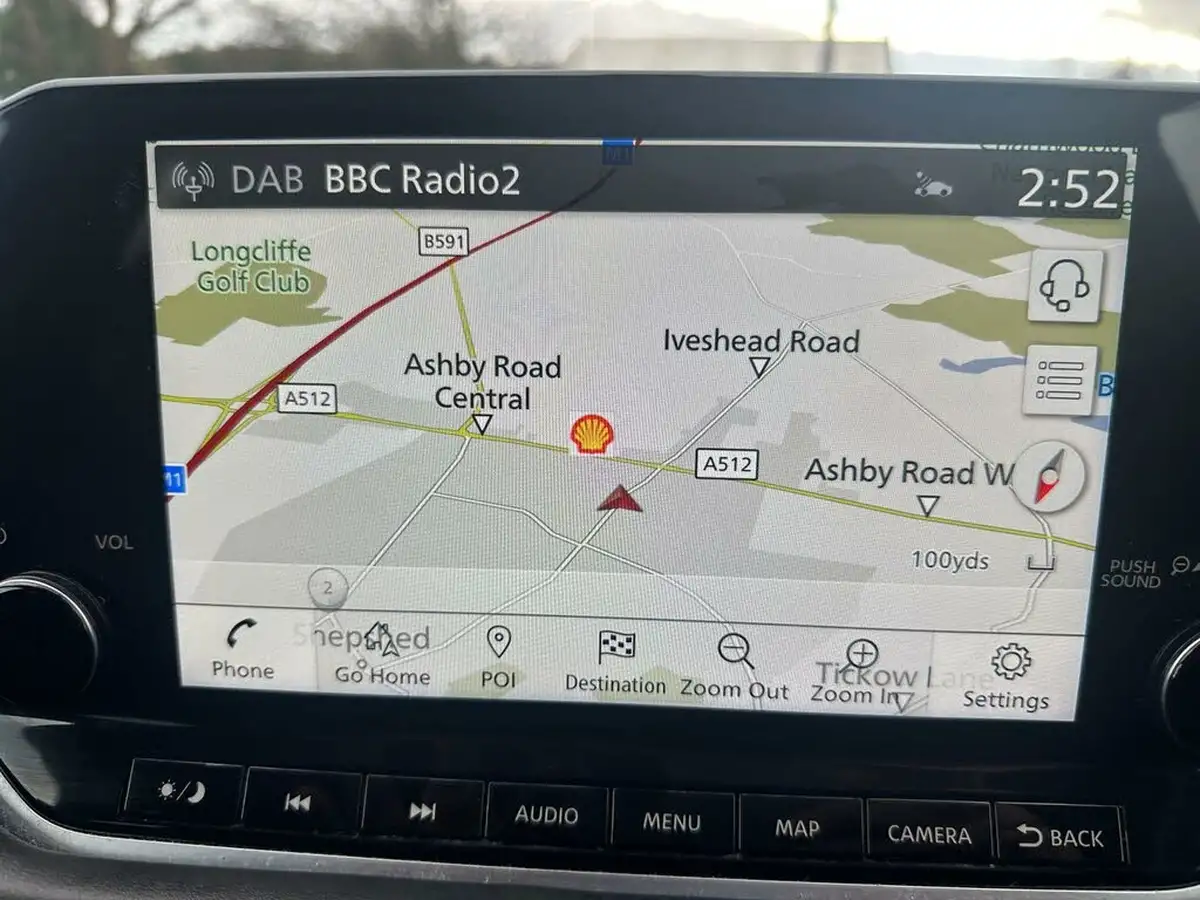 M1
DAB BBC Radio2
2:52
B591
Longcliffe
Golf Club
Iveshead Road
Ashby Road
Central
A512
A512
Ashby Road W
VOL
100yds
PUSH
SOUND
2
Shepshed
Phone
Go Home
POI
Destination
Zoom Out
Tickow Lane
Zoom In
Settings
AUDIO
MENU
MAP
CAMERA
BACK